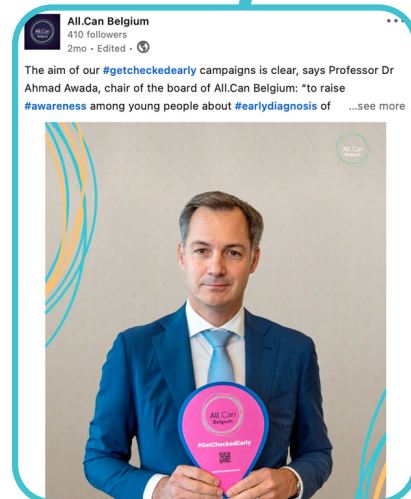 All.Can Belgium
410 followers
2mo • Edited •
The aim of our #getcheckedearly campaigns is clear, says Professor Dr
Ahmad Awada, chair of the board of All.Can Belgium: "to raise
#awareness among young people about #earlydiagnosis of ...see more
All.Can
Belgium
All.Can
Belgium
#GetCheckedEarly